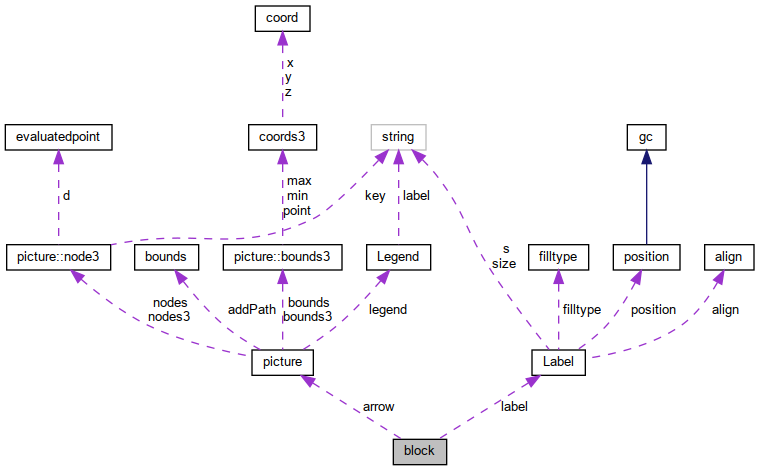 coord
x
y
z
evaluatedpoint
coords3
string
gc
d
max
min
point
key
label
s
size
picture::node3
bounds
picture::bounds3
Legend
filltype
position
align
nodes
nodes3
addPath
bounds
bounds3
legend
filltype
position
align
picture
Label
arrow
label
block